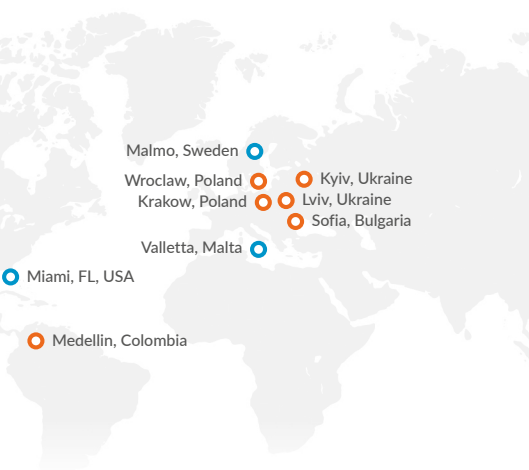 Malmo, Sweden
Wroclaw, Poland
Kyiv, Ukraine
Krakow, Poland
Lviv, Ukraine
Sofia, Bulgaria
Valletta, Malta
Miami, FL, USA
Medellin, Colombia